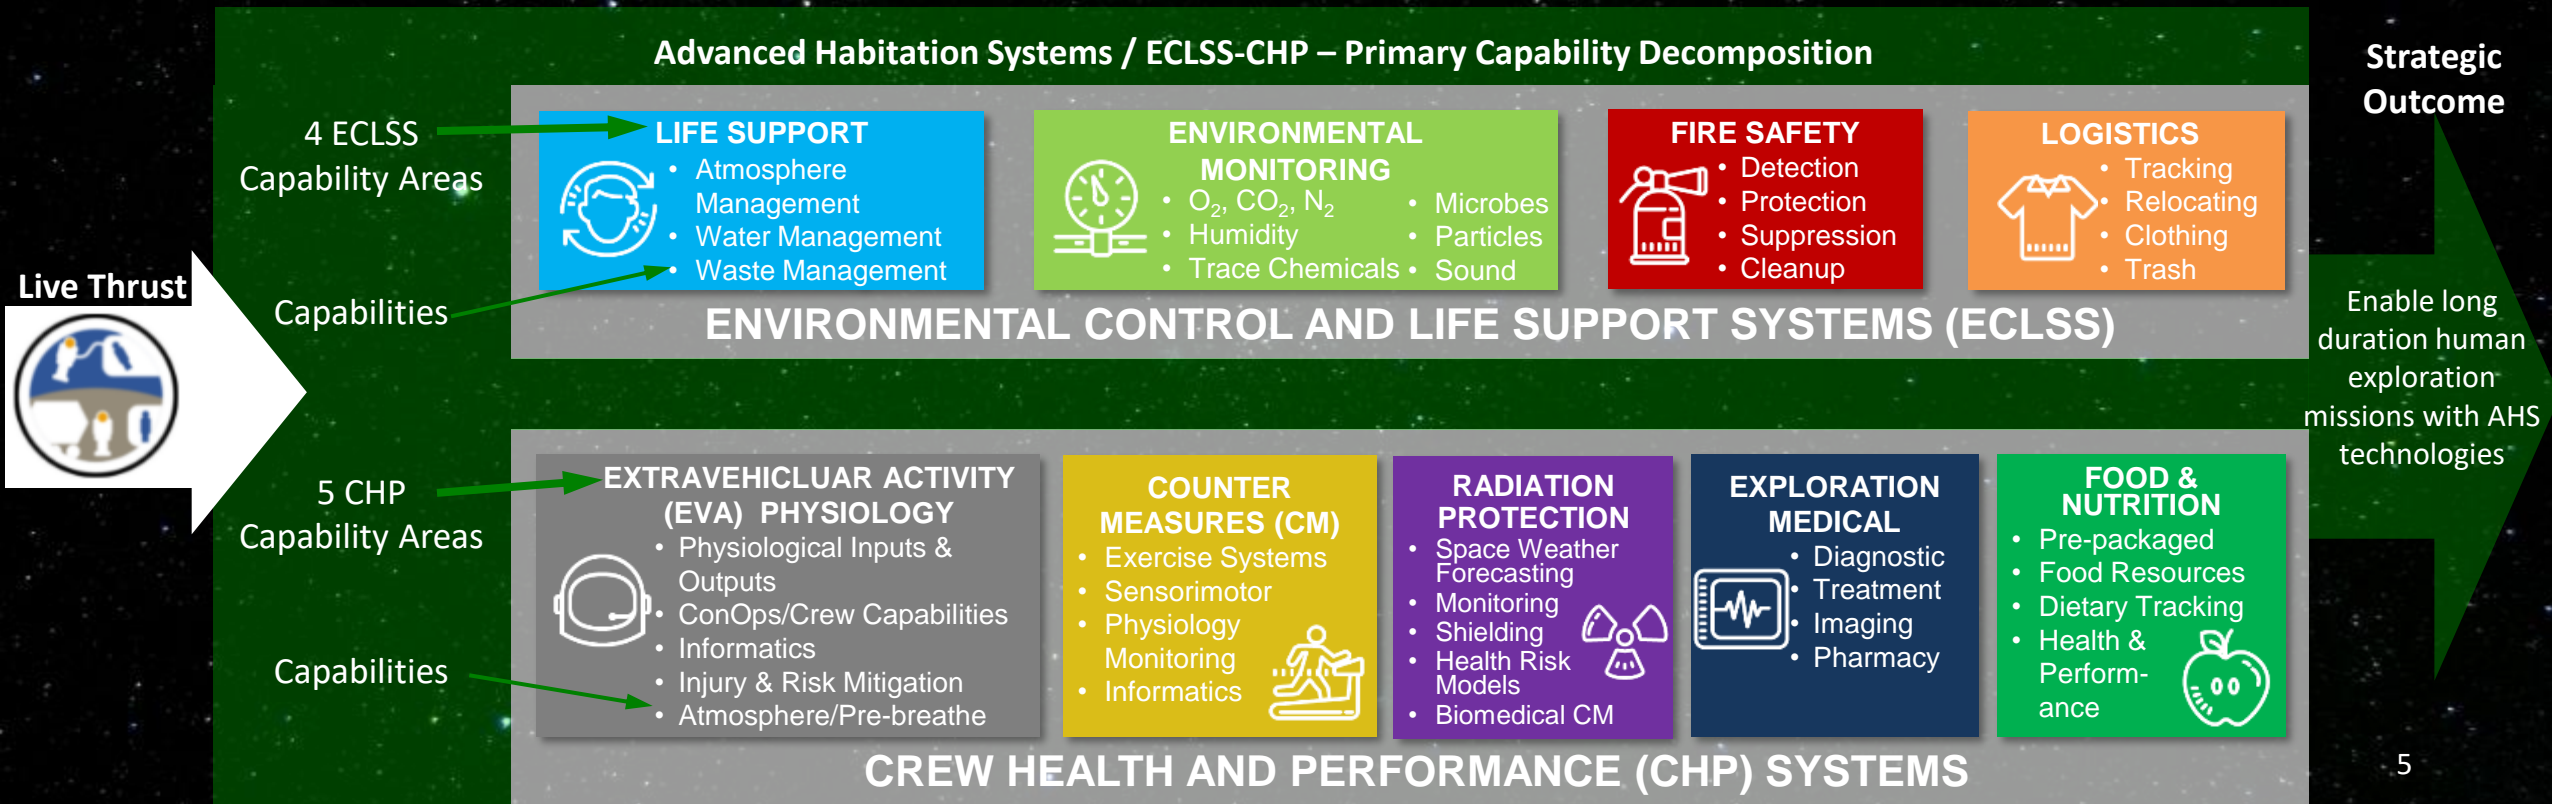 Advanced Habitation Systems / ECLSS-CHP – Primary Capability Decomposition
Strategic
Outcome
Live Thrust
4 ECLSS
Capability Areas
Capabilities
LIFE SUPPORT
• Atmosphere
Management
• Water Management
• Waste Management
ENVIRONMENTAL
MONITORING
• O₂, CO₂, N₂
• Humidity
• Trace Chemicals
• Microbes
• Particles
• Sound
FIRE SAFETY
• Detection
• Protection
• Suppression
• Cleanup
LOGISTICS
• Tracking
• Relocating
• Clothing
• Trash
ENVIRONMENTAL CONTROL AND LIFE SUPPORT SYSTEMS (ECLSS)
Enable long
duration human
exploration
missions with AHS
technologies
5 CHP
Capability Areas
Capabilities
EXTRAVEHICLUAR ACTIVITY
(EVA) PHYSIOLOGY
• Physiological Inputs &
Outputs
• ConOps/Crew Capabilities
• Informatics
• Injury & Risk Mitigation
• Atmosphere/Pre-breathe
COUNTER
MEASURES (CM)
• Exercise Systems
• Sensorimotor
• Physiology
Monitoring
• Informatics
RADIATION
PROTECTION
• Space Weather
Forecasting
• Monitoring
• Shielding
• Health Risk
Models
• Biomedical CM
EXPLORATION
MEDICAL
• Diagnostic
• Treatment
• Imaging
• Pharmacy
FOOD &
NUTRITION
• Pre-packaged
• Food Resources
• Dietary Tracking
• Health &
Perform-
ance
CREW HEALTH AND PERFORMANCE (CHP) SYSTEMS
5